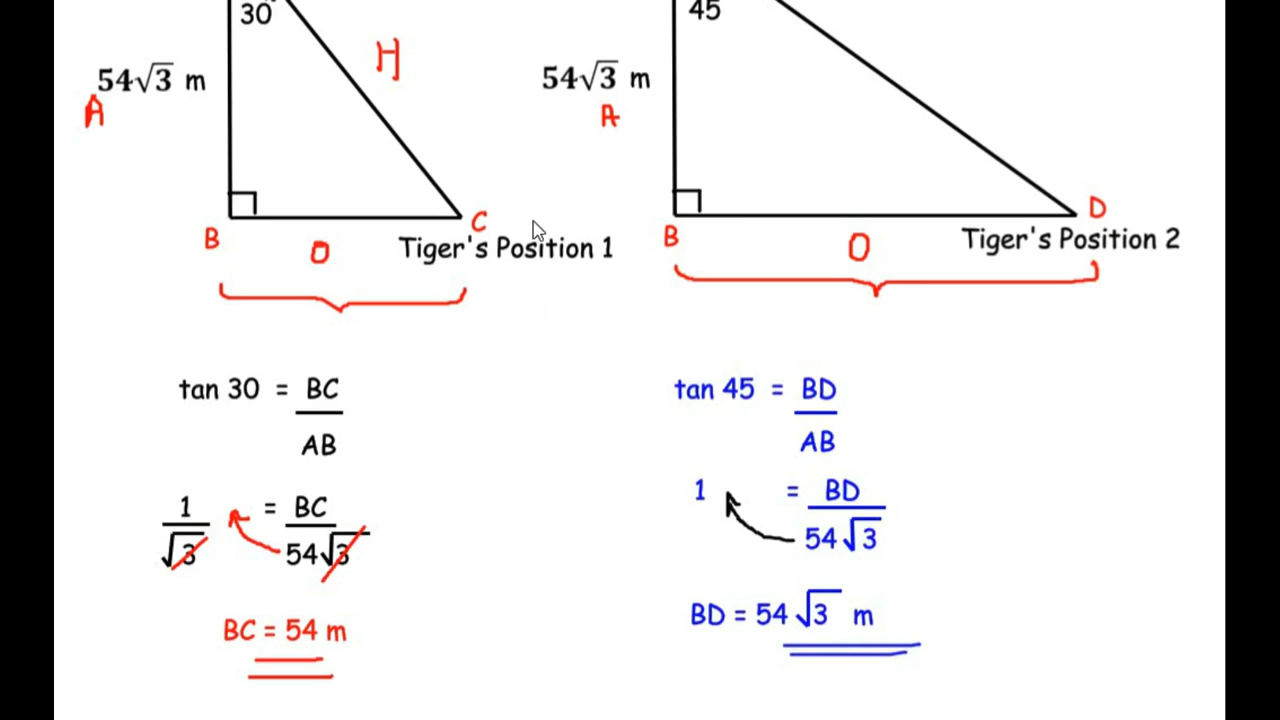 30
54√3 m
H
A
B
O
C
Tiger's Position 1
45
54√3 m
A
B
O
D
Tiger's Position 2
tan 30 = BC
AB
1 = BC
√3 54√3
BC = 54 m
tan 45 = BD
AB
1 = BD
54√3
BD = 54√3 m